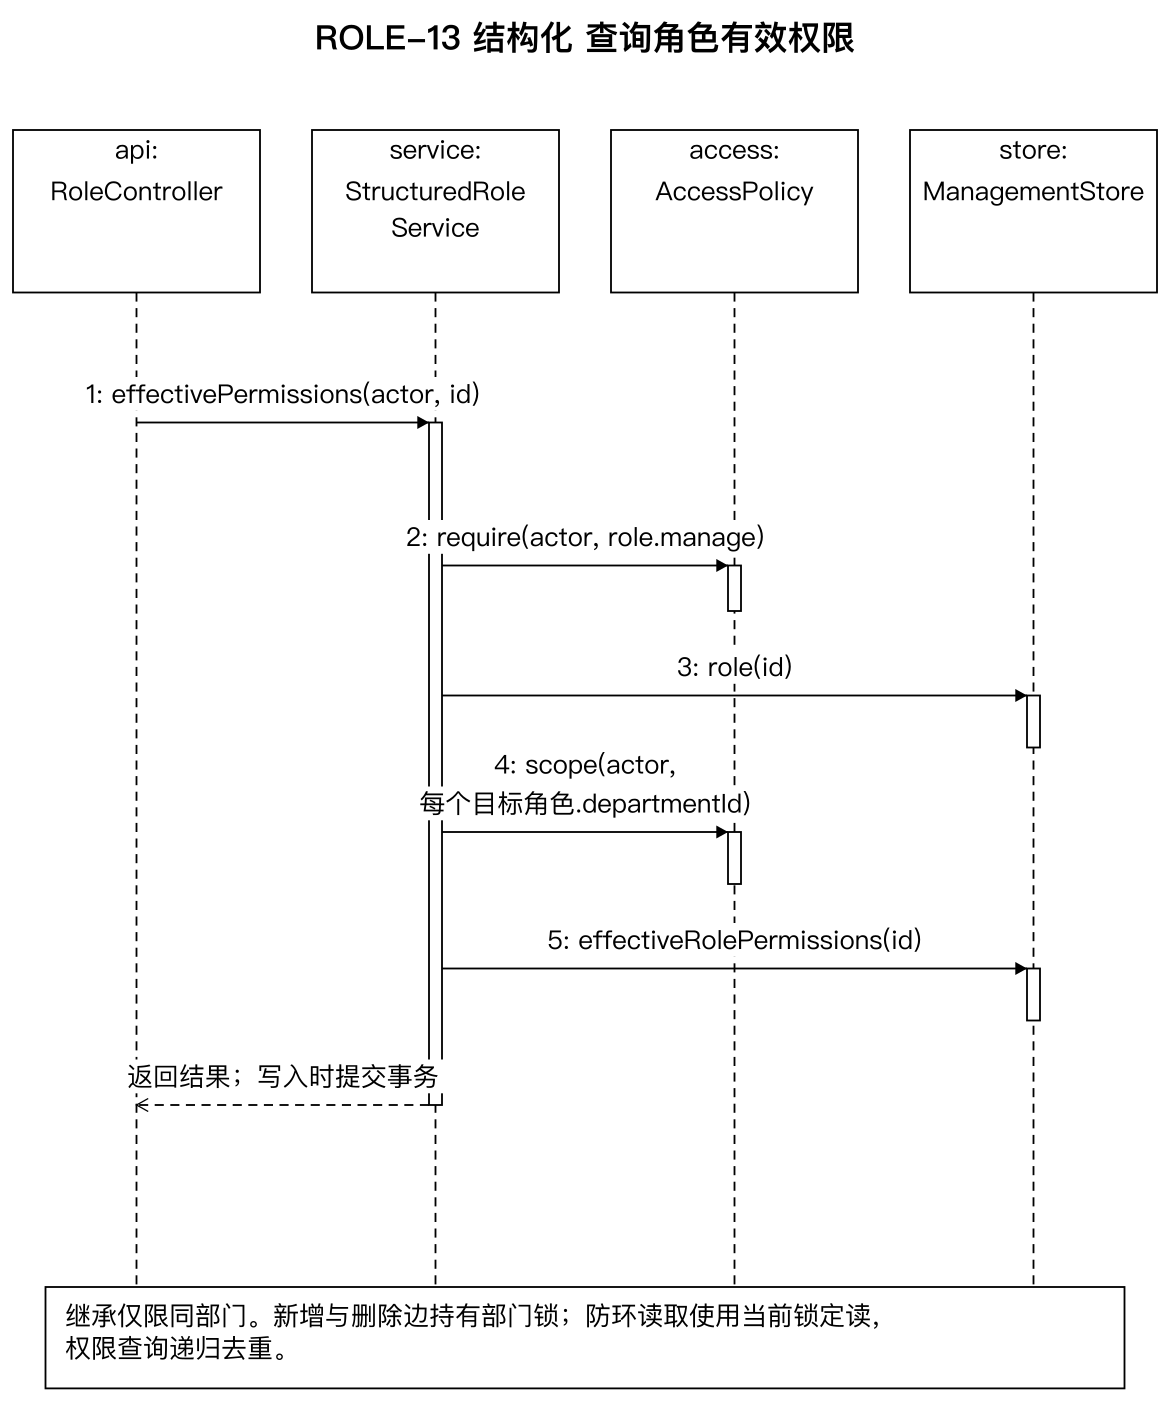 ROLE-13 结构化 查询角色有效权限
api:
RoleController
service:
StructuredRole
Service
access:
AccessPolicy
store:
ManagementStore
1: effectivePermissions(actor, id)
2: require(actor, role.manage)
3: role(id)
4: scope(actor,
每个目标角色.departmentId)
5: effectiveRolePermissions(id)
返回结果；写入时提交事务
继承仅限同部门。新增与删除边持有部门锁；防环读取使用当前锁定读，
权限查询递归去重。